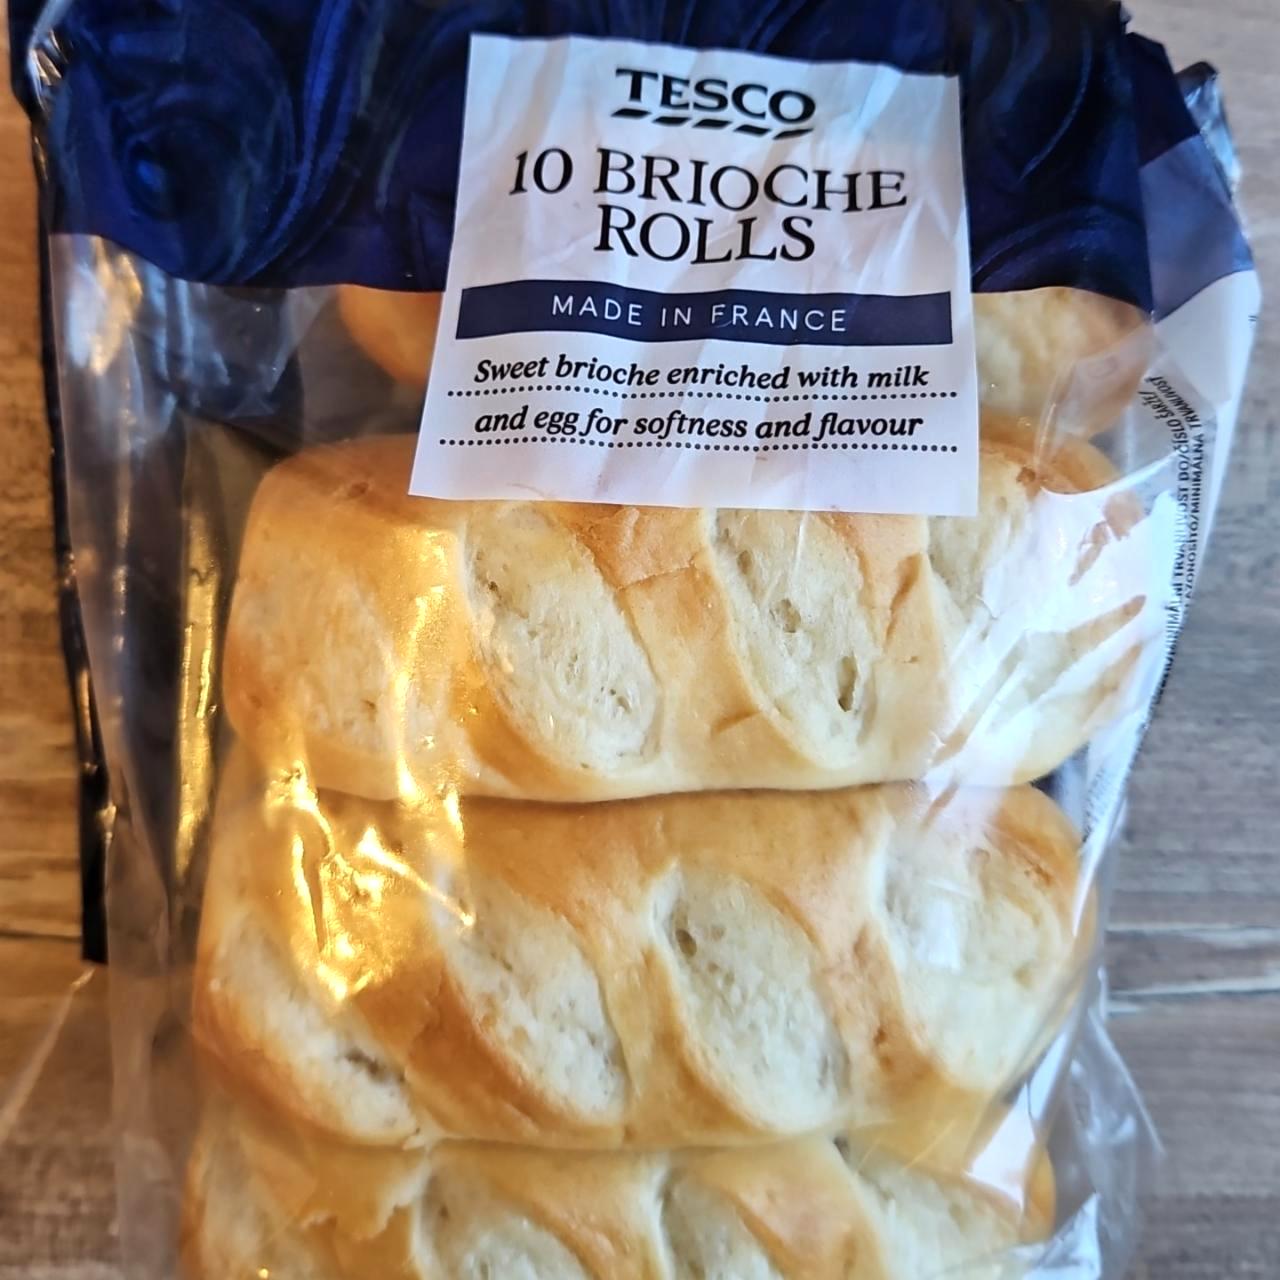 TESCO
10 BRIOCHE
ROLLS
MADE IN FRANCE
Sweet brioche enriched with milk
and egg for softness and flavour